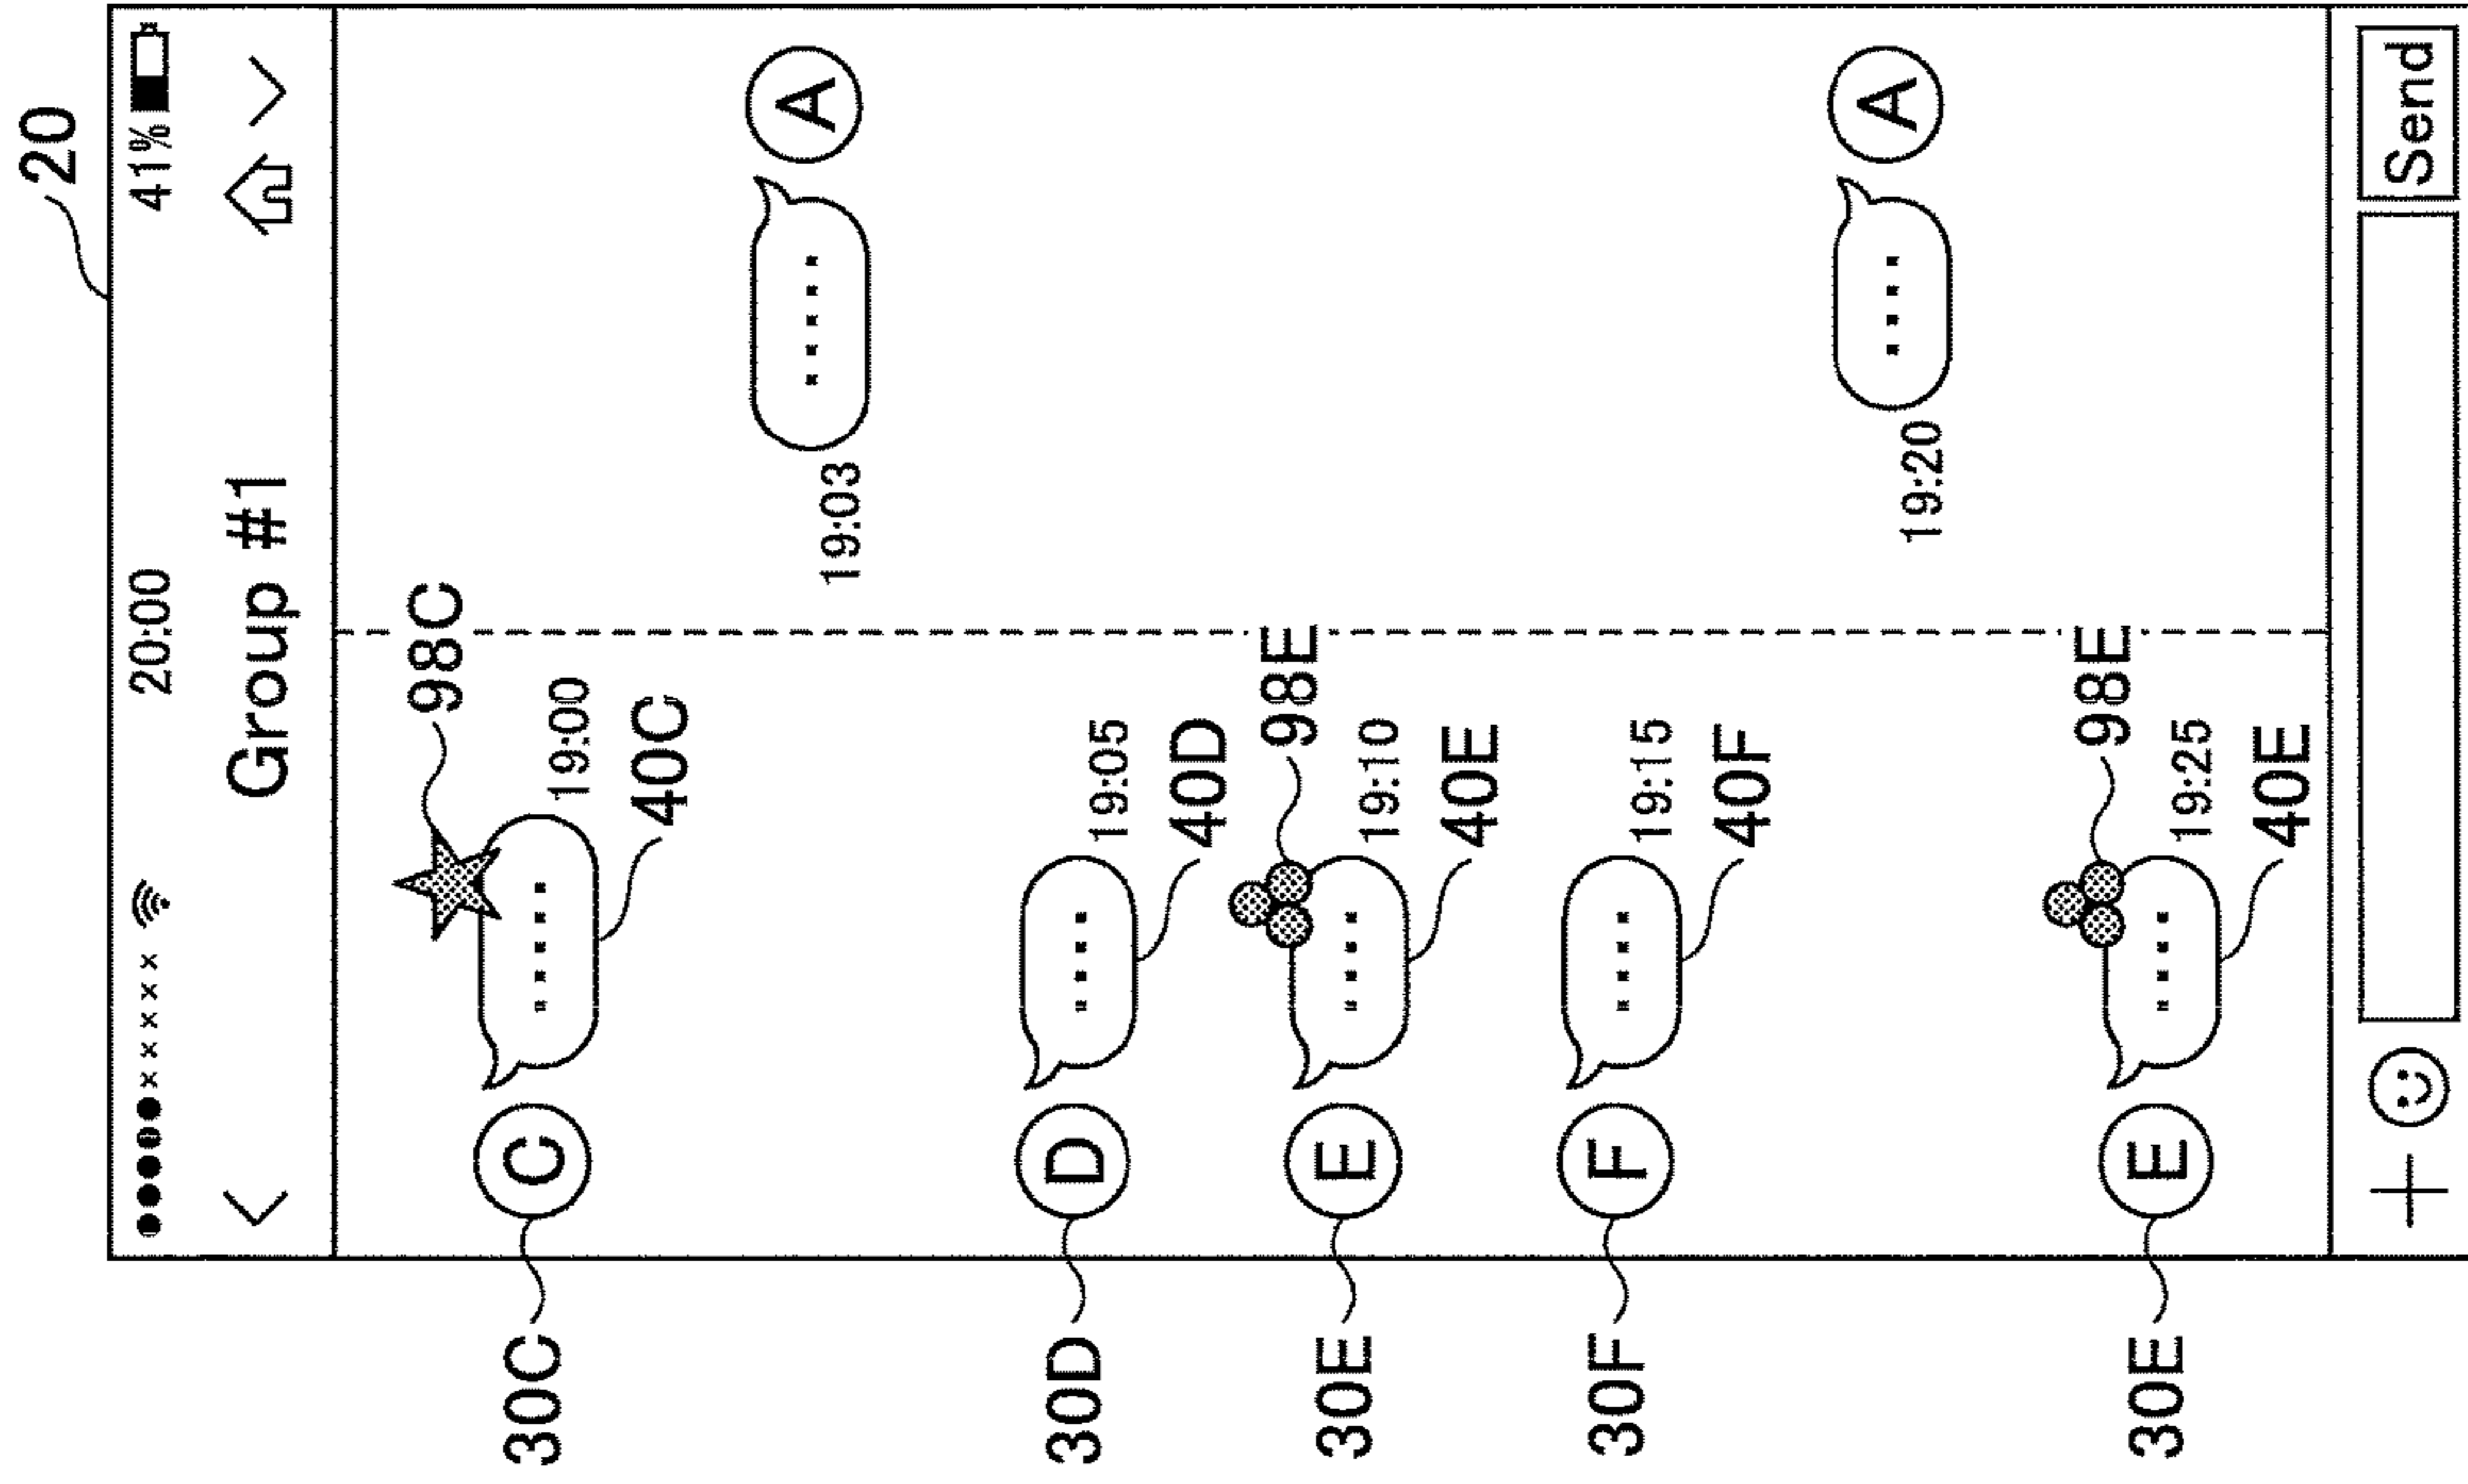 20
20:00 41%
Group #1
98C
30C C ..... 19:00
40C
..... A
19:03
30D D .... 19:05
40D
98E
30E E .... 19:10
40E
30F F .... 19:15
40F
.... A
19:20
98E
30E E .... 19:25
40E
+ Send